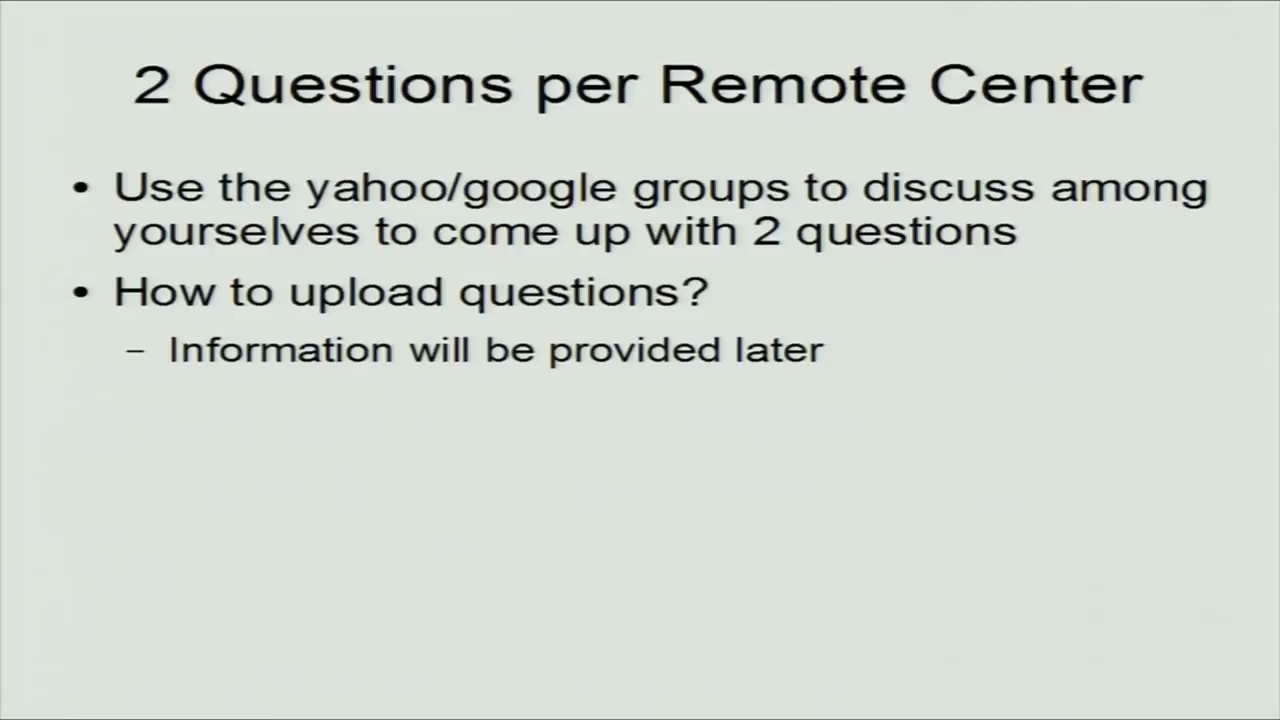 2 Questions per Remote Center
• Use the yahoo/google groups to discuss among
yourselves to come up with 2 questions
• How to upload questions?
– Information will be provided later